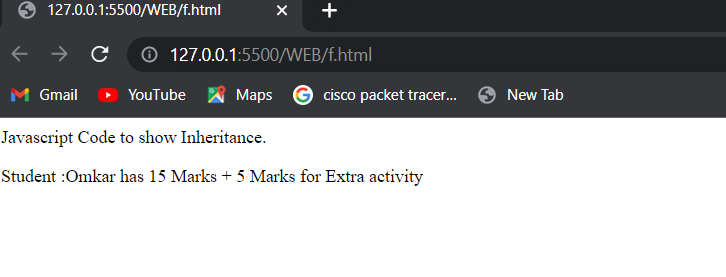 127.0.0.1:5500/WEB/f.html
127.0.0.1:5500/WEB/f.html
Gmail YouTube Maps cisco packet tracer... New Tab
Javascript Code to show Inheritance.
Student :Omkar has 15 Marks + 5 Marks for Extra activity